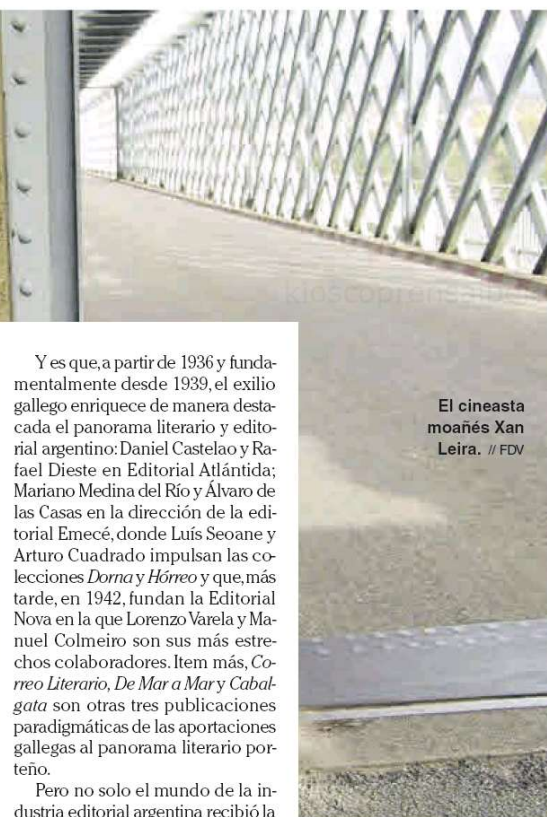 kioscoprensalibre
Y es que, a partir de 1936 y funda-
mentalmente desde 1939, el exilio
gallego enriquece de manera desta-
cada el panorama literario y edito-
rial argentino: Daniel Castelao y Ra-
fael Dieste en Editorial Atlántida;
Mariano Medina del Río y Álvaro de
las Casas en la dirección de la edi-
torial Emecé, donde Luís Seoane y
Arturo Cuadrado impulsan las co-
lecciones Dorna y Hórreo y que, más
tarde, en 1942, fundan la Editorial
Nova en la que Lorenzo Varela y Ma-
nuel Colmeiro son sus más estre-
chos colaboradores. Item más, Co-
rreo Literario, De Mar a Mar y Cabal-
gata son otras tres publicaciones
paradigmáticas de las aportaciones
gallegas al panorama literario por-
teño.
Pero no solo el mundo de la in-
dustria editorial argentina recibió la
El cineasta
moañés Xan
Leira. // FDV